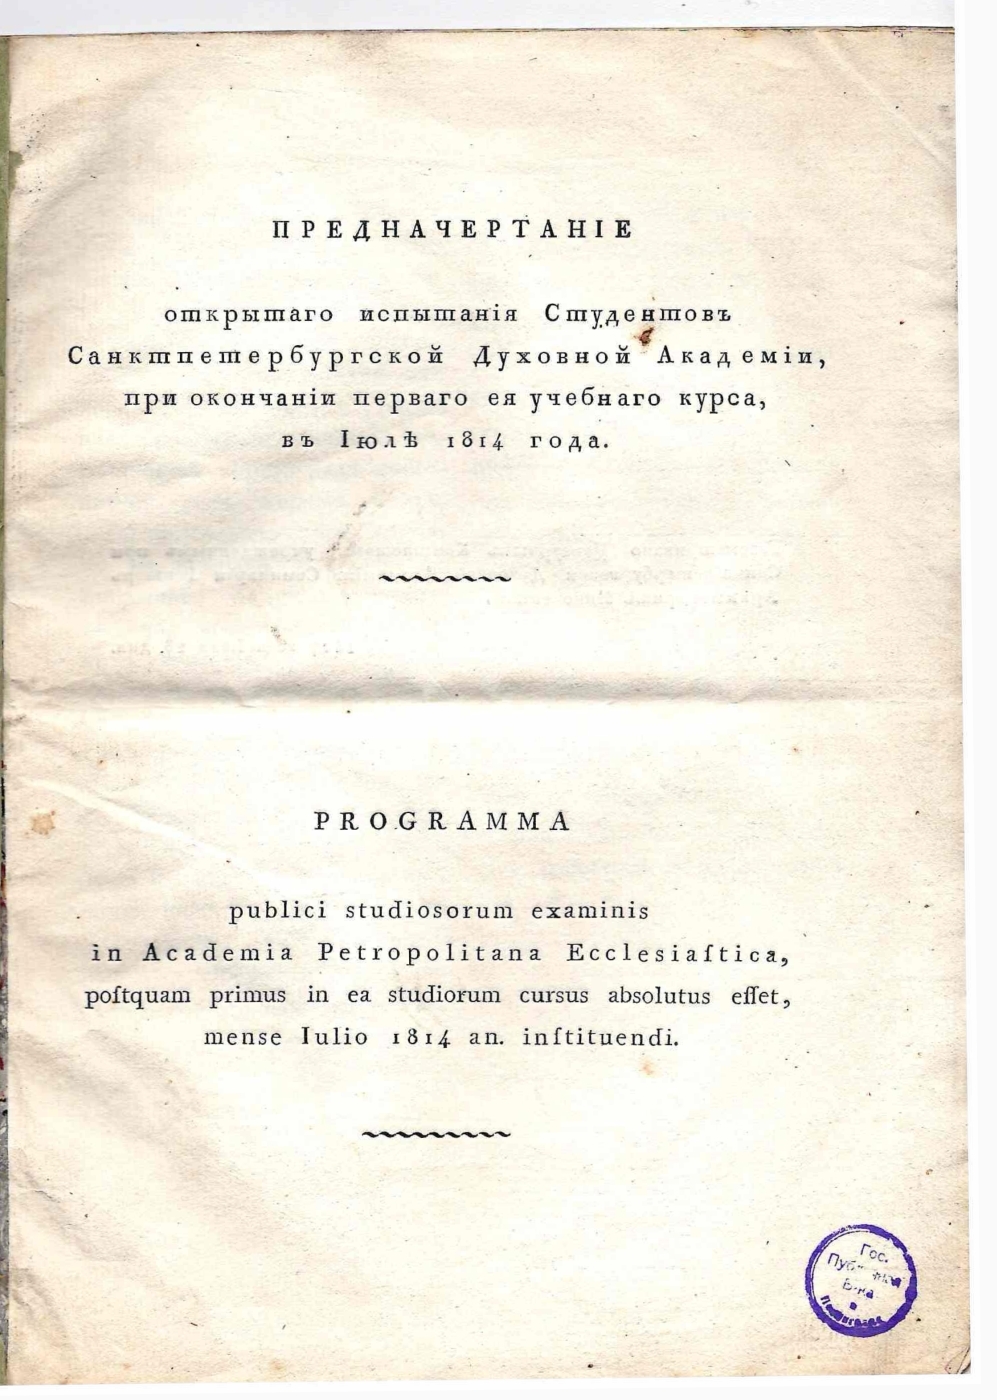 ПРЕДНАЧЕРТАНІЕ
открытаго испытанія Студентовъ
Санктпетербургской Духовной Академіи,
при окончаніи перваго ея учебнаго курса,
въ Іюлѣ 1814 года.
PROGRAMMA
publici studiosorum examinis
in Academia Petropolitana Ecclesiaſtica,
poſtquam primus in ea studiorum cursus absolutus eſſet,
mense Iulio 1814 an. inſtituendi.
Гос.